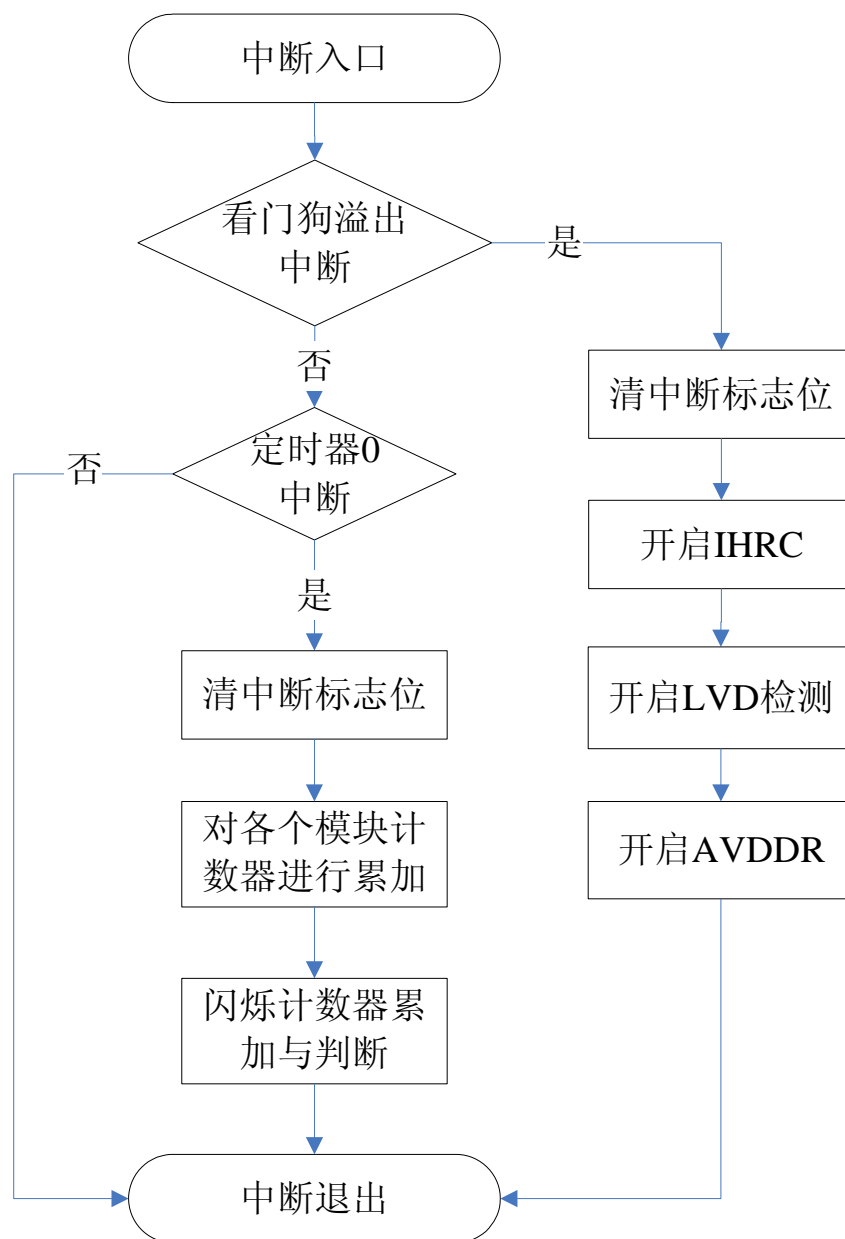 中断入口
看门狗溢出
中断
是
否
清中断标志位
定时器0
中断
否
开启IHRC
是
清中断标志位
开启LVD检测
对各个模块计
数器进行累加
开启AVDDR
闪烁计数器累
加与判断
中断退出